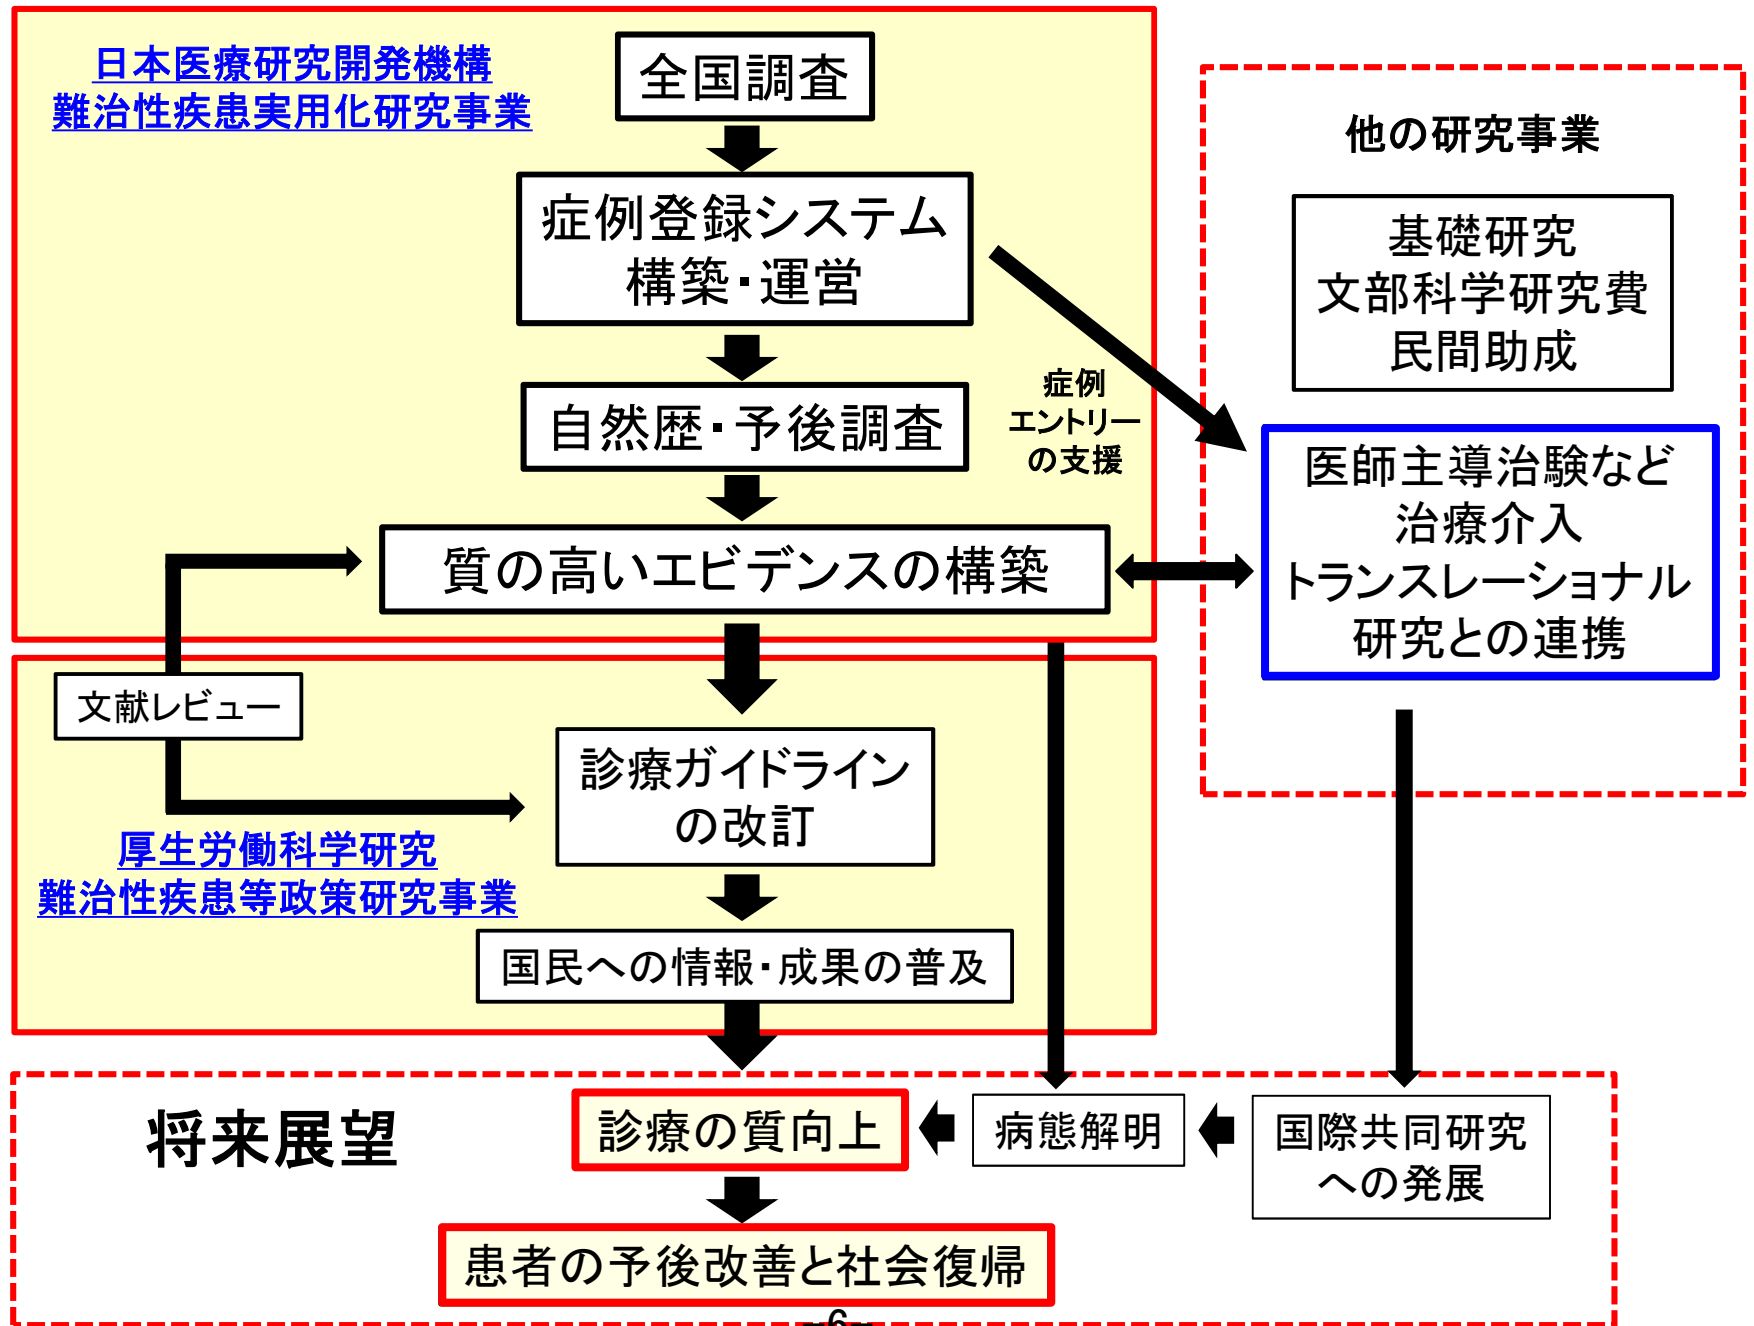 日本医療研究開発機構
難治性疾患実用化研究事業
全国調査
症例登録システム
構築・運営
自然歴・予後調査
症例
エントリー
の支援
質の高いエビデンスの構築
他の研究事業
基礎研究
文部科学研究費
民間助成
医師主導治験など
治療介入
トランスレーショナル
研究との連携
文献レビュー
診療ガイドライン
の改訂
厚生労働科学研究
難治性疾患等政策研究事業
国民への情報・成果の普及
将来展望
診療の質向上
病態解明
国際共同研究
への発展
患者の予後改善と社会復帰
−6−